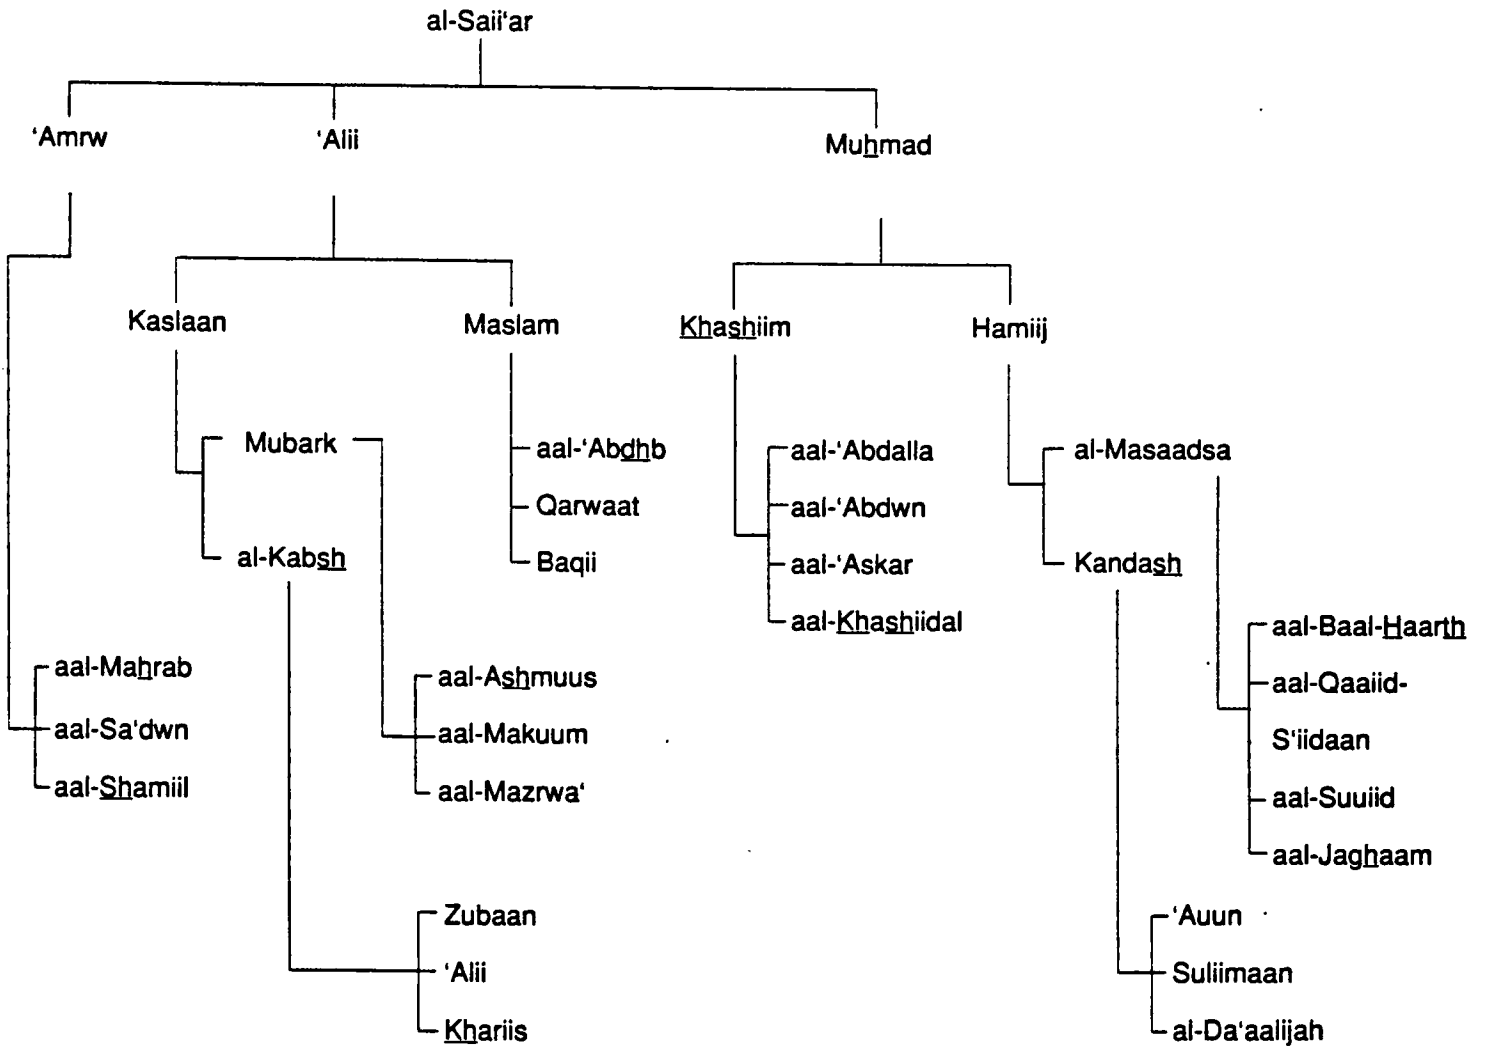 al-Saii‘ar
‘Amrw
‘Alii
Muhmad
Kaslaan
Maslam
Khashiim
Hamiij
Mubark
al-Kabsh
aal-‘Abdhb
Qarwaat
Baqii
aal-‘Abdalla
aal-‘Abdwn
aal-‘Askar
aal-Khashiidal
al-Masaadsa
Kandash
aal-Mahrab
aal-Sa‘dwn
aal-Shamiil
aal-Ashmuus
aal-Makuum
aal-Mazrwa‘
aal-Baal-Haarth
aal-Qaaiid-
S‘iidaan
aal-Suuiid
aal-Jaghaam
Zubaan
‘Alii
Khariis
‘Auun
Suliimaan
al-Da‘aalijah